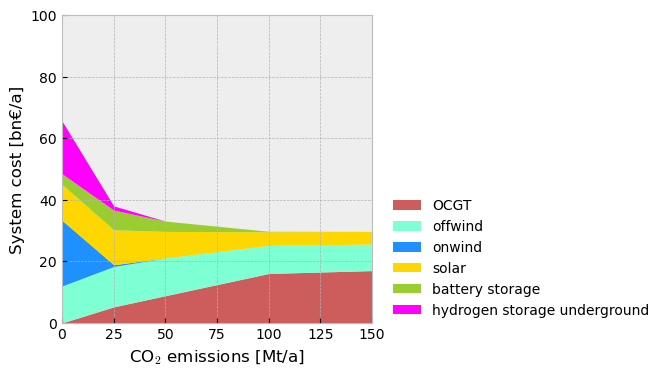 100
80
60
40
20
0
System cost [bn€/a]
0 25 50 75 100 125 150
CO₂ emissions [Mt/a]
OCGT
offwind
onwind
solar
battery storage
hydrogen storage underground